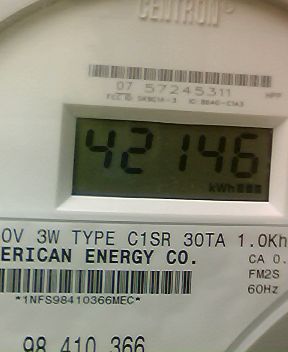 CENTRON®
07 57245311
42146
kWh
0V 3W TYPE C1SR 30TA 1.0Kh
ERICAN ENERGY CO. CA 0.
FM2S
*1NFS98410366MEC* 60Hz
98 410 366